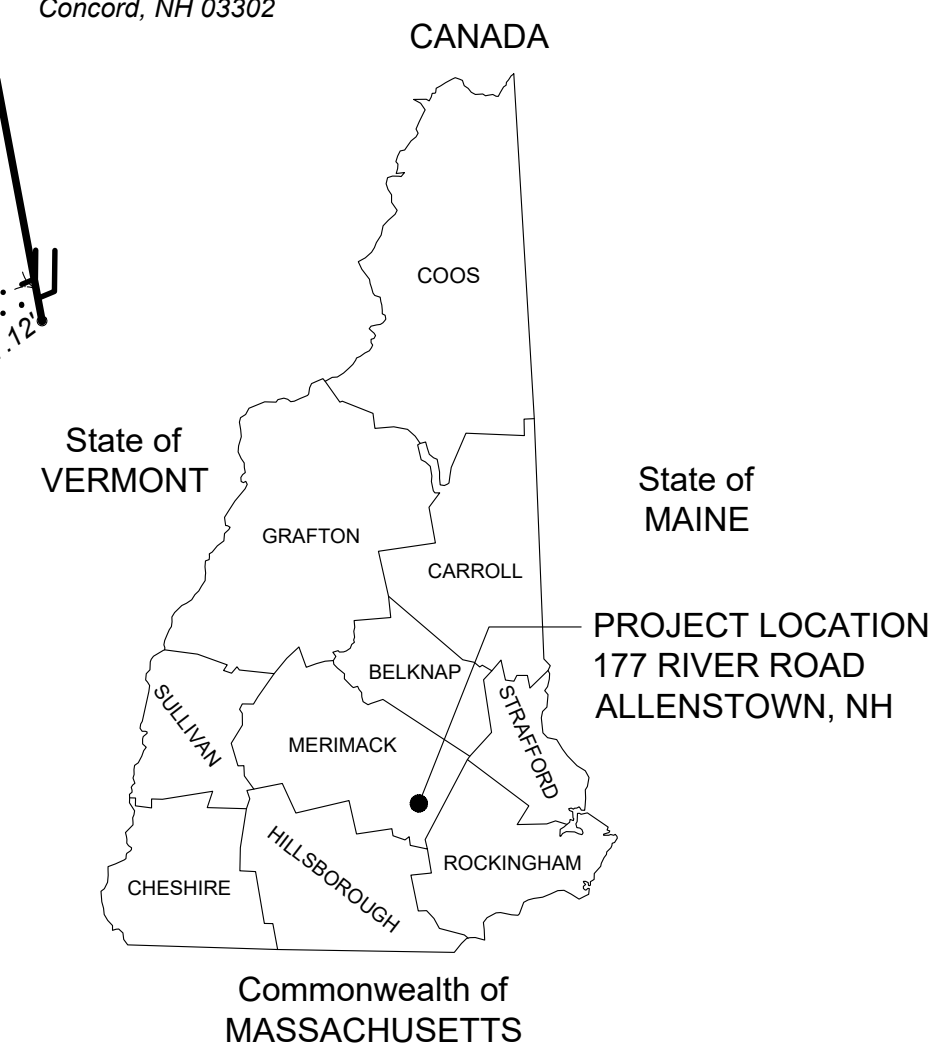 Concord, NH 03302
CANADA
COOS
.12'
State of
VERMONT
State of
MAINE
GRAFTON
CARROLL
PROJECT LOCATION
177 RIVER ROAD
ALLENSTOWN, NH
BELKNAP
SULLIVAN
STRAFFORD
MERIMACK
HILLSBOROUGH
ROCKINGHAM
CHESHIRE
Commonwealth of
MASSACHUSETTS